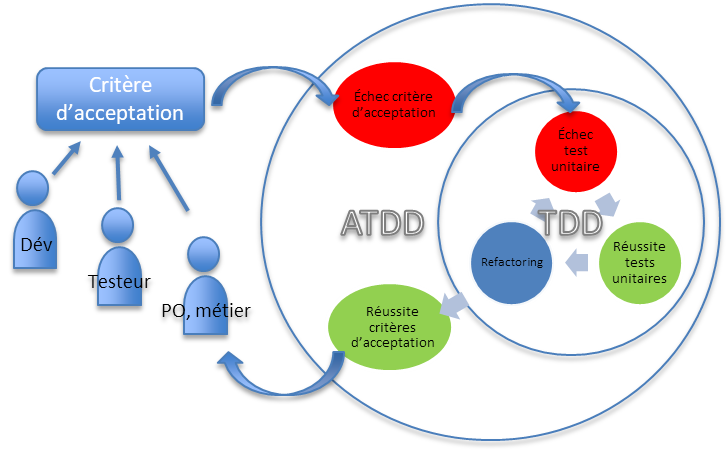 Critère
d’acceptation
Dév
Testeur
PO, métier
Échec critère
d’acceptation
ATDD
Échec
test
unitaire
TDD
Réussite
tests
unitaires
Refactoring
Réussite
critères
d’acceptation